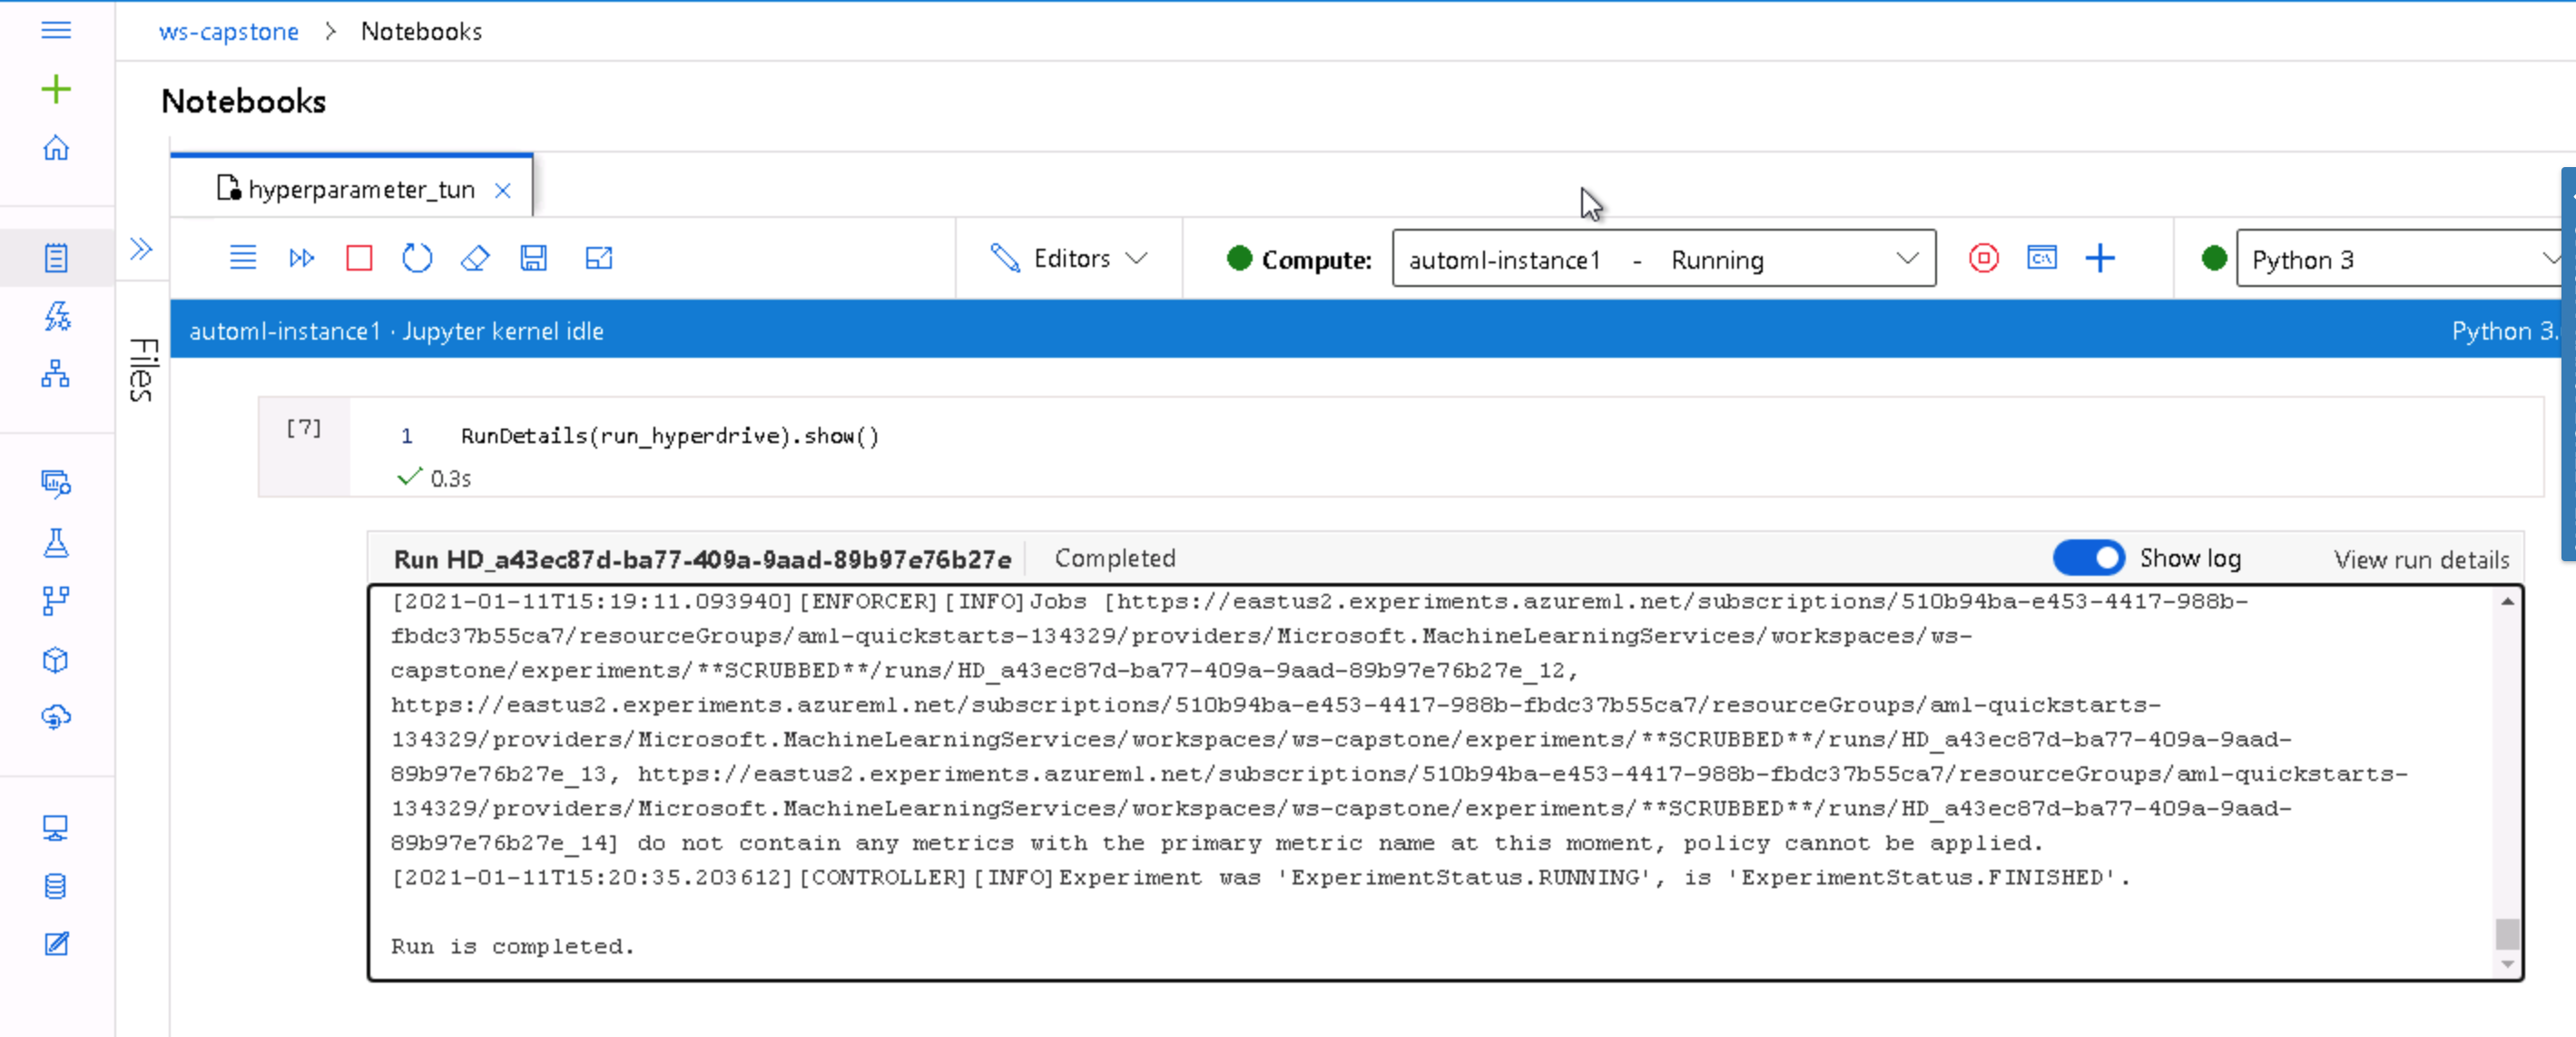 ws-capstone > Notebooks
Notebooks
hyperparameter_tun
Editors
Compute:
automl-instance1 - Running
Python 3
automl-instance1 · Jupyter kernel idle
Python 3.
Files
[7]
1 RunDetails(run_hyperdrive).show()
0.3s
Run HD_a43ec87d-ba77-409a-9aad-89b97e76b27e
Completed
Show log
View run details
[2021-01-11T15:19:11.093940][ENFORCER][INFO]Jobs [https://eastus2.experiments.azureml.net/subscriptions/510b94ba-e453-4417-988b-
fbdc37b55ca7/resourceGroups/aml-quickstarts-134329/providers/Microsoft.MachineLearningServices/workspaces/ws-
capstone/experiments/**SCRUBBED**/runs/HD_a43ec87d-ba77-409a-9aad-89b97e76b27e_12,
https://eastus2.experiments.azureml.net/subscriptions/510b94ba-e453-4417-988b-fbdc37b55ca7/resourceGroups/aml-quickstarts-
134329/providers/Microsoft.MachineLearningServices/workspaces/ws-capstone/experiments/**SCRUBBED**/runs/HD_a43ec87d-ba77-409a-9aad-
89b97e76b27e_13, https://eastus2.experiments.azureml.net/subscriptions/510b94ba-e453-4417-988b-fbdc37b55ca7/resourceGroups/aml-quickstarts-
134329/providers/Microsoft.MachineLearningServices/workspaces/ws-capstone/experiments/**SCRUBBED**/runs/HD_a43ec87d-ba77-409a-9aad-
89b97e76b27e_14] do not contain any metrics with the primary metric name at this moment, policy cannot be applied.
[2021-01-11T15:20:35.203612][CONTROLLER][INFO]Experiment was 'ExperimentStatus.RUNNING', is 'ExperimentStatus.FINISHED'.
Run is completed.